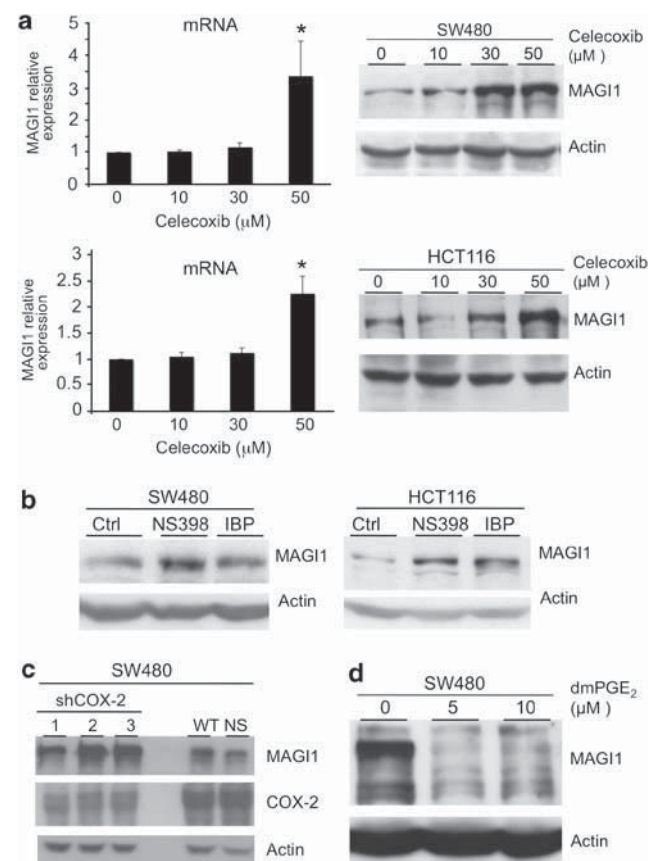 a
mRNA
MAGI1 relative
expression
5
4
3
2
1
0
*
0 10 30 50
Celecoxib (μM)
SW480
0 10 30 50
Celecoxib
(μM )
MAGI1
Actin
mRNA
MAGI1 relative
expression
3
2.5
2
1.5
1
0.5
0
*
0 10 30 50
Celecoxib (μM)
HCT116
0 10 30 50
Celecoxib
(μM )
MAGI1
Actin
b
SW480
Ctrl NS398 IBP
MAGI1
Actin
HCT116
Ctrl NS398 IBP
MAGI1
Actin
c
SW480
shCOX-2
1 2 3 WT NS
MAGI1
COX-2
Actin
d
SW480
0 5 10
dmPGE₂
(μM )
MAGI1
Actin